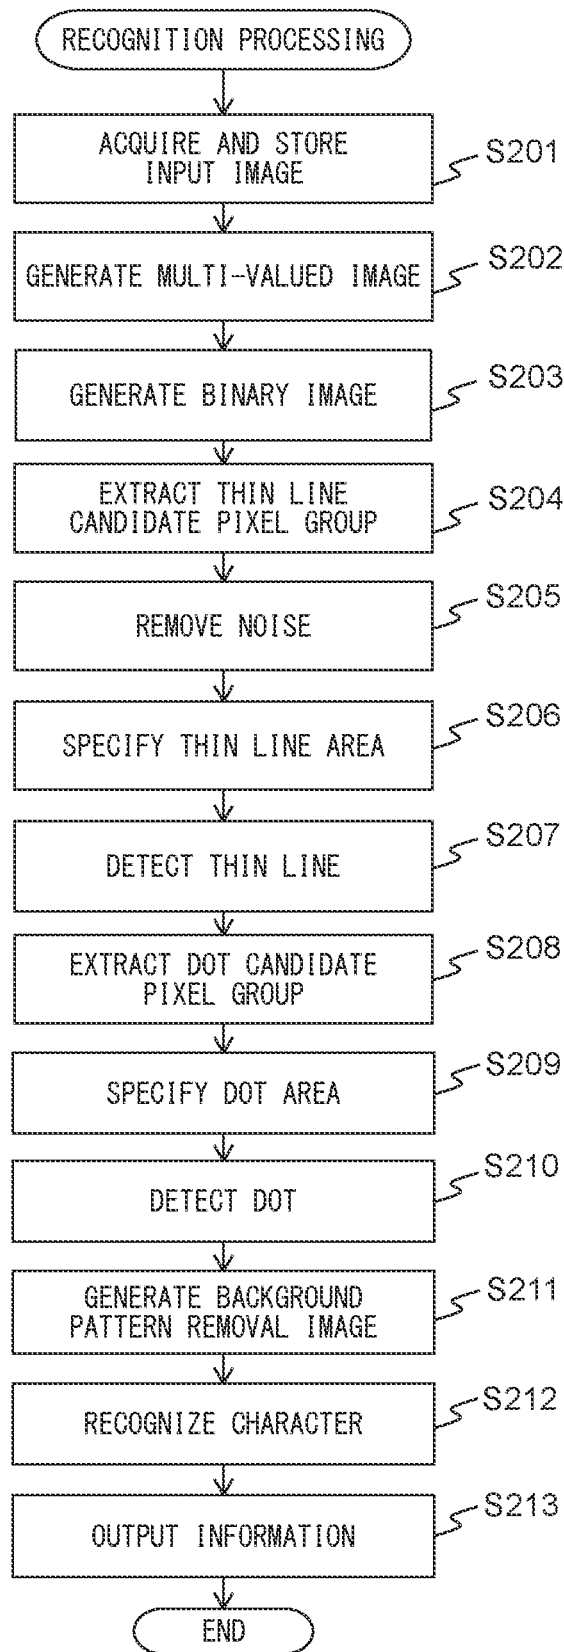 RECOGNITION PROCESSING
ACQUIRE AND STORE
INPUT IMAGE
S201
GENERATE MULTI-VALUED IMAGE
S202
GENERATE BINARY IMAGE
S203
EXTRACT THIN LINE
CANDIDATE PIXEL GROUP
S204
REMOVE NOISE
S205
SPECIFY THIN LINE AREA
S206
DETECT THIN LINE
S207
EXTRACT DOT CANDIDATE
PIXEL GROUP
S208
SPECIFY DOT AREA
S209
DETECT DOT
S210
GENERATE BACKGROUND
PATTERN REMOVAL IMAGE
S211
RECOGNIZE CHARACTER
S212
OUTPUT INFORMATION
S213
END